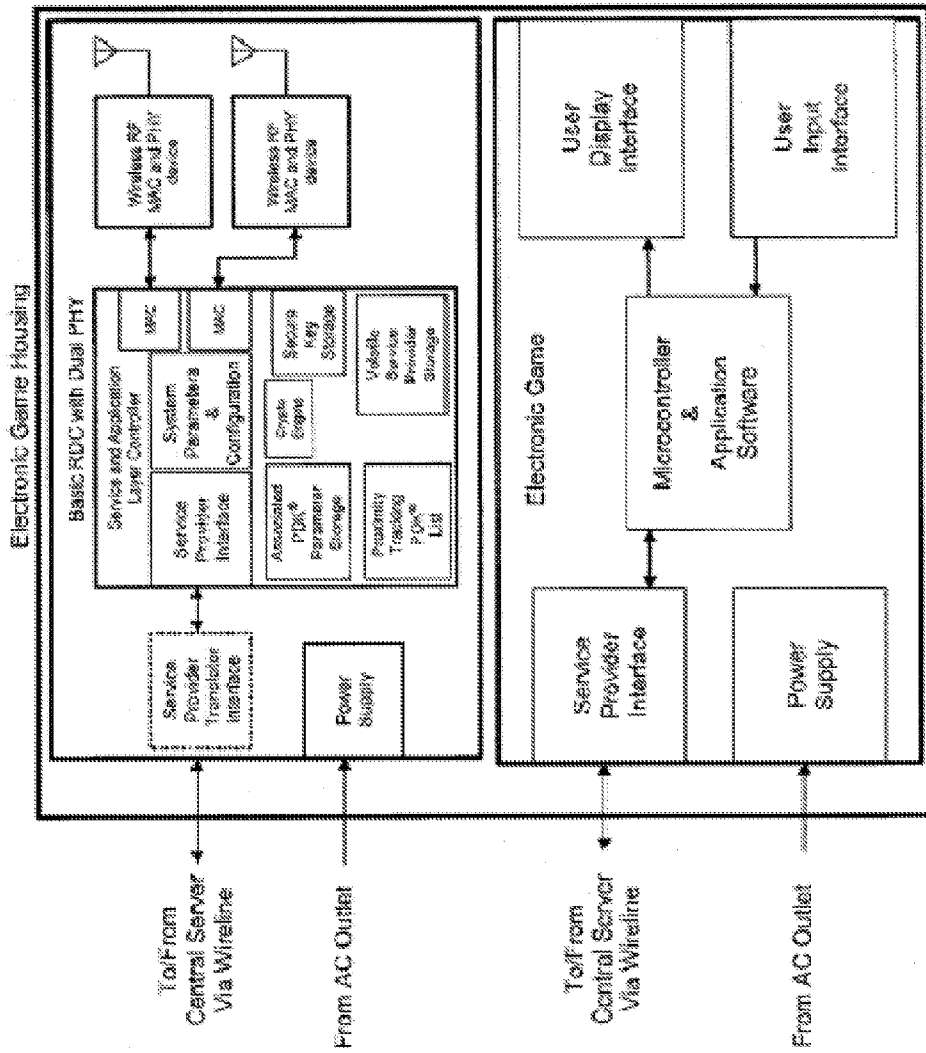 Electronic Game Housing
Basic RDC with Dual PHY
Service and Application
Layer Controller
MAC
MAC
Service
Provider
Interface
System
Parameters
&
Configuration
Associated
PDK®
Parameter
Storage
Crypto
Engine
Secure
Key
Storage
Proximity
Tracking
PDK®
List
Volatile
Service
Provider
Storage
Wireless RF
MAC and PHY
device
Wireless RF
MAC and PHY
device
Service
Provider
Translator
Interface
Power
Supply
To/From
Central Server
Via Wireline
From AC Outlet
Electronic Game
Service
Provider
Interface
Power
Supply
Microcontroller
&
Application
Software
User
Display
Interface
User
Input
Interface
To/From
Central Server
Via Wireline
From AC Outlet